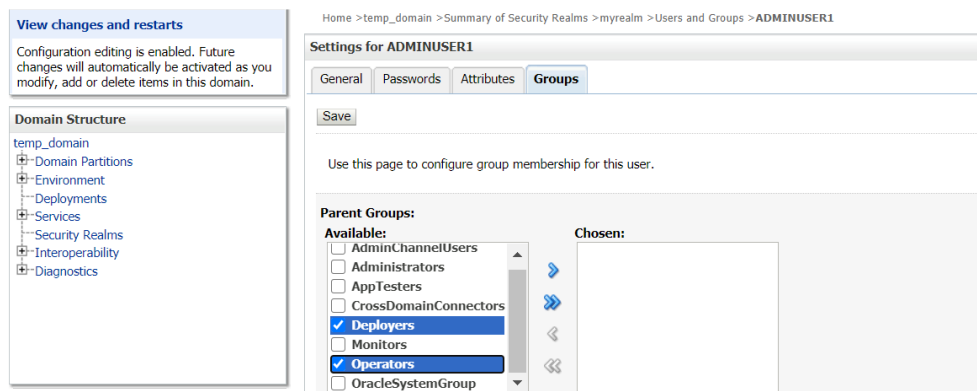 View changes and restarts
Configuration editing is enabled. Future
changes will automatically be activated as you
modify, add or delete items in this domain.
Domain Structure
temp_domain
Domain Partitions
Environment
Deployments
Services
Security Realms
Interoperability
Diagnostics
Home >temp_domain >Summary of Security Realms >myrealm >Users and Groups >ADMINUSER1
Settings for ADMINUSER1
General Passwords Attributes Groups
Save
Use this page to configure group membership for this user.
Parent Groups:
Available:
AdminChannelUsers
Administrators
AppTesters
CrossDomainConnectors
Deployers
Monitors
Operators
OracleSystemGroup
Chosen: